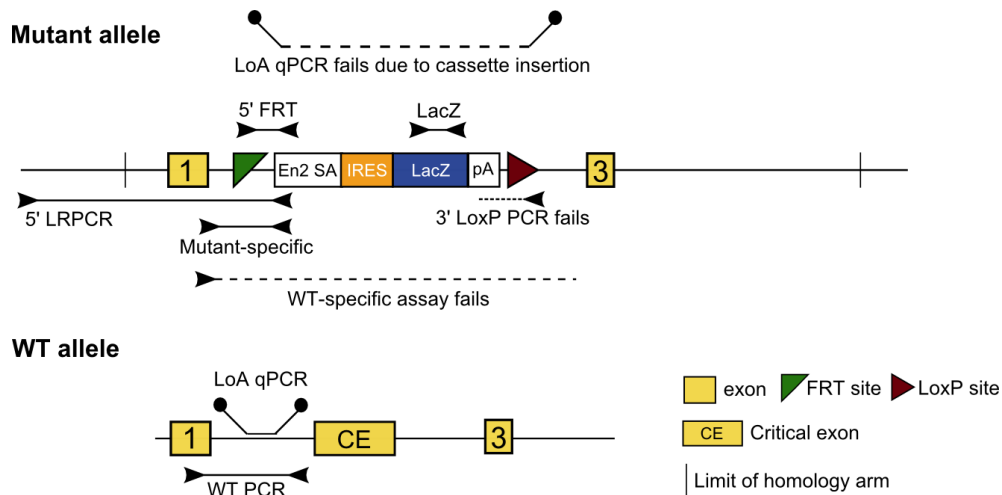 Mutant allele
LoA qPCR fails due to cassette insertion
5' FRT
LacZ
1
En2 SA
IRES
LacZ
pA
3
5' LRPCR
3' LoxP PCR fails
Mutant-specific
WT-specific assay fails
WT allele
LoA qPCR
1
CE
3
WT PCR
exon
FRT site
LoxP site
CE
Critical exon
Limit of homology arm